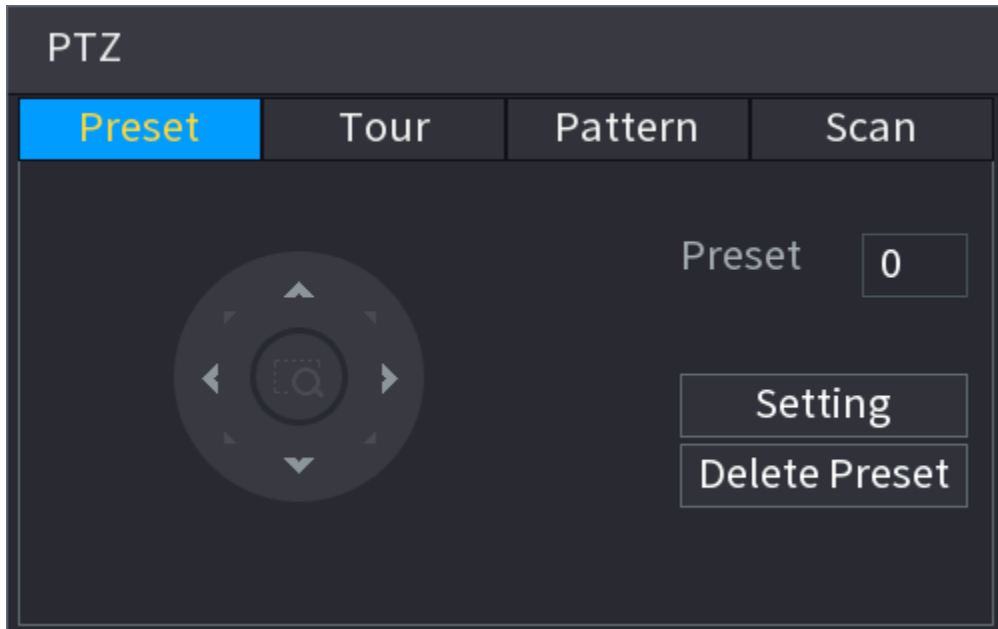 PTZ
Preset Tour Pattern Scan
Preset 0
Setting
Delete Preset